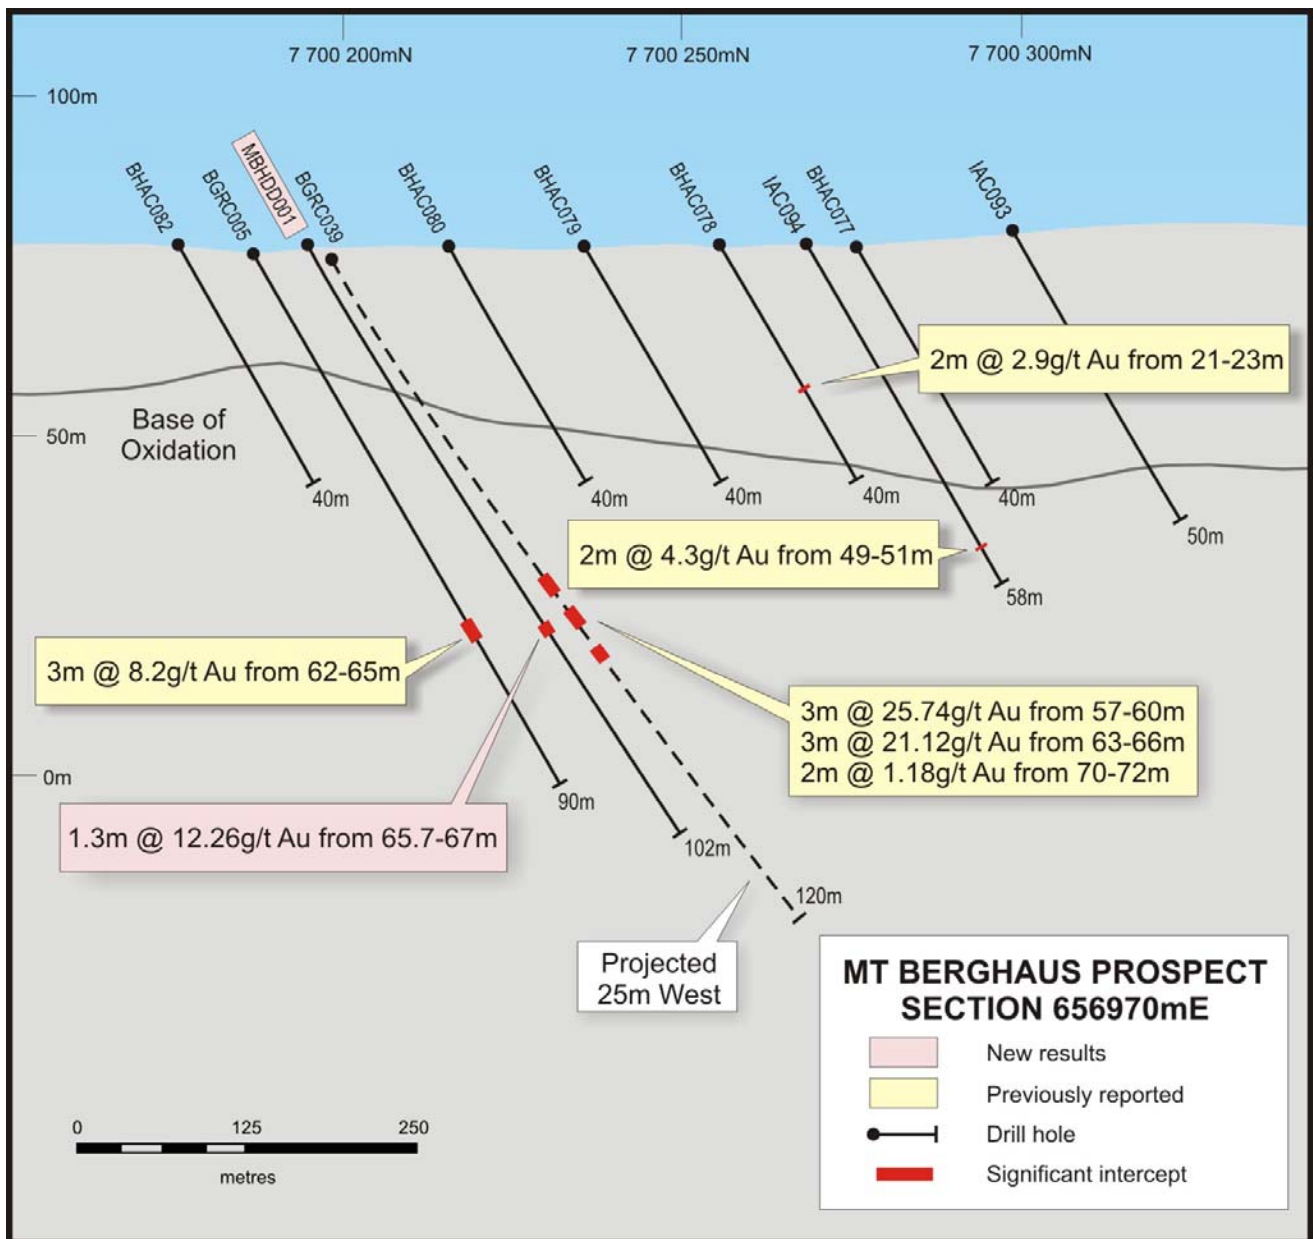 7 700 200mN
7 700 250mN
7 700 300mN
100m
BHAC082
BGRC005
MBHDD001
BGRC039
BHAC080
BHAC079
BHAC078
IAC094
BHAC077
IAC093
2m @ 2.9g/t Au from 21-23m
Base of
Oxidation
50m
40m
40m
40m
40m
40m
50m
2m @ 4.3g/t Au from 49-51m
58m
3m @ 8.2g/t Au from 62-65m
3m @ 25.74g/t Au from 57-60m
3m @ 21.12g/t Au from 63-66m
2m @ 1.18g/t Au from 70-72m
0m
90m
1.3m @ 12.26g/t Au from 65.7-67m
102m
120m
Projected
25m West
MT BERGHAUS PROSPECT
SECTION 656970mE
New results
Previously reported
Drill hole
Significant intercept
0 125 250
metres